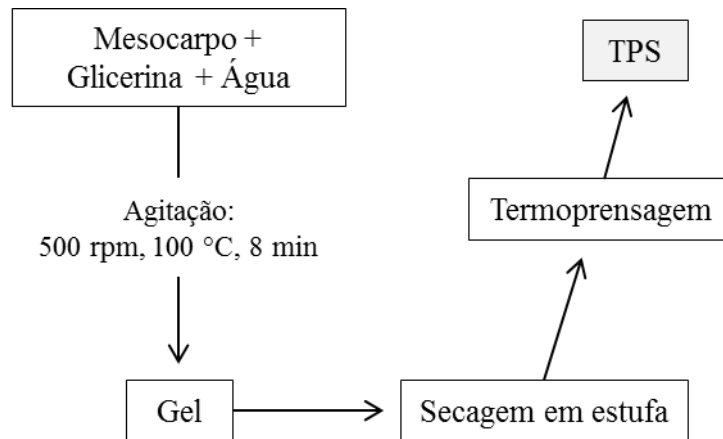 Mesocarpo +
Glicerina + Água
Agitação:
500 rpm, 100 °C, 8 min
Gel
Secagem em estufa
Termoprensagem
TPS